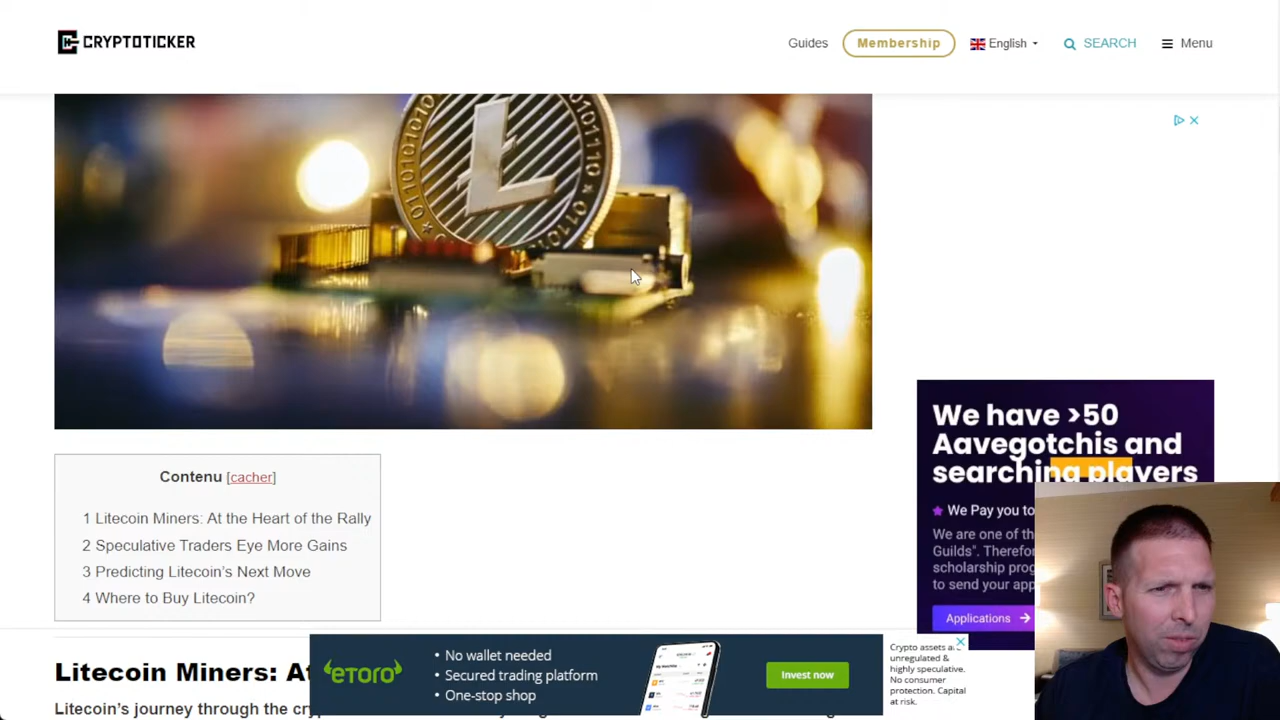 CRYPTOTICKER
Guides
Membership
English
SEARCH
Menu
Contenu [cacher]
1 Litecoin Miners: At the Heart of the Rally
2 Speculative Traders Eye More Gains
3 Predicting Litecoin's Next Move
4 Where to Buy Litecoin?
We have >50
Aavegotchis and
searching players
We Pay you to
We are one of th
Guilds". Therefor
scholarship prog
to send your app
Applications →
Litecoin Miners: At
Litecoin's journey through the cry
eToro
• No wallet needed
• Secured trading platform
• One-stop shop
Invest now
Crypto assets are
unregulated &
highly speculative.
No consumer
protection. Capital
at risk.